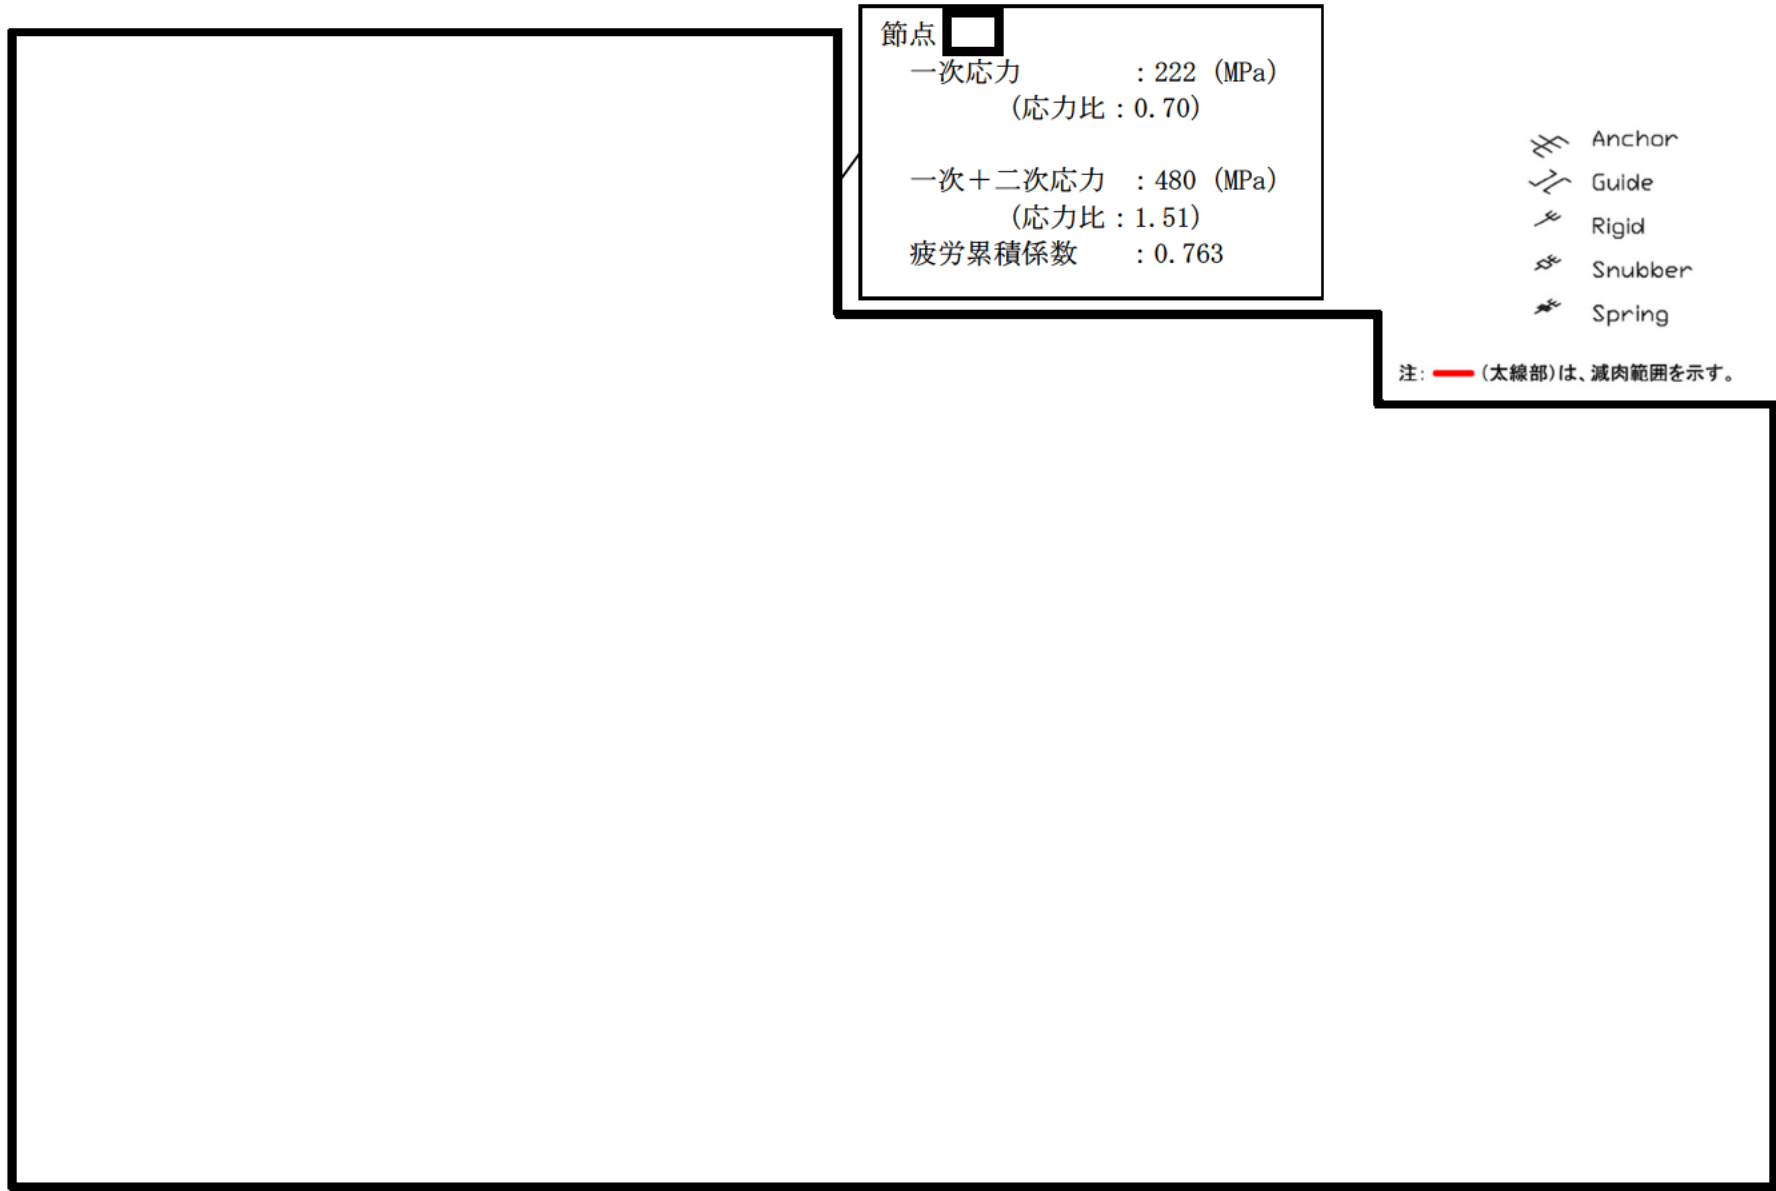 節点
一次応力 : 222 (MPa)
(応力比 : 0.70)
一次＋二次応力 : 480 (MPa)
(応力比 : 1.51)
疲労累積係数 : 0.763
Anchor
Guide
Rigid
Snubber
Spring
注: (太線部)は、減肉範囲を示す。